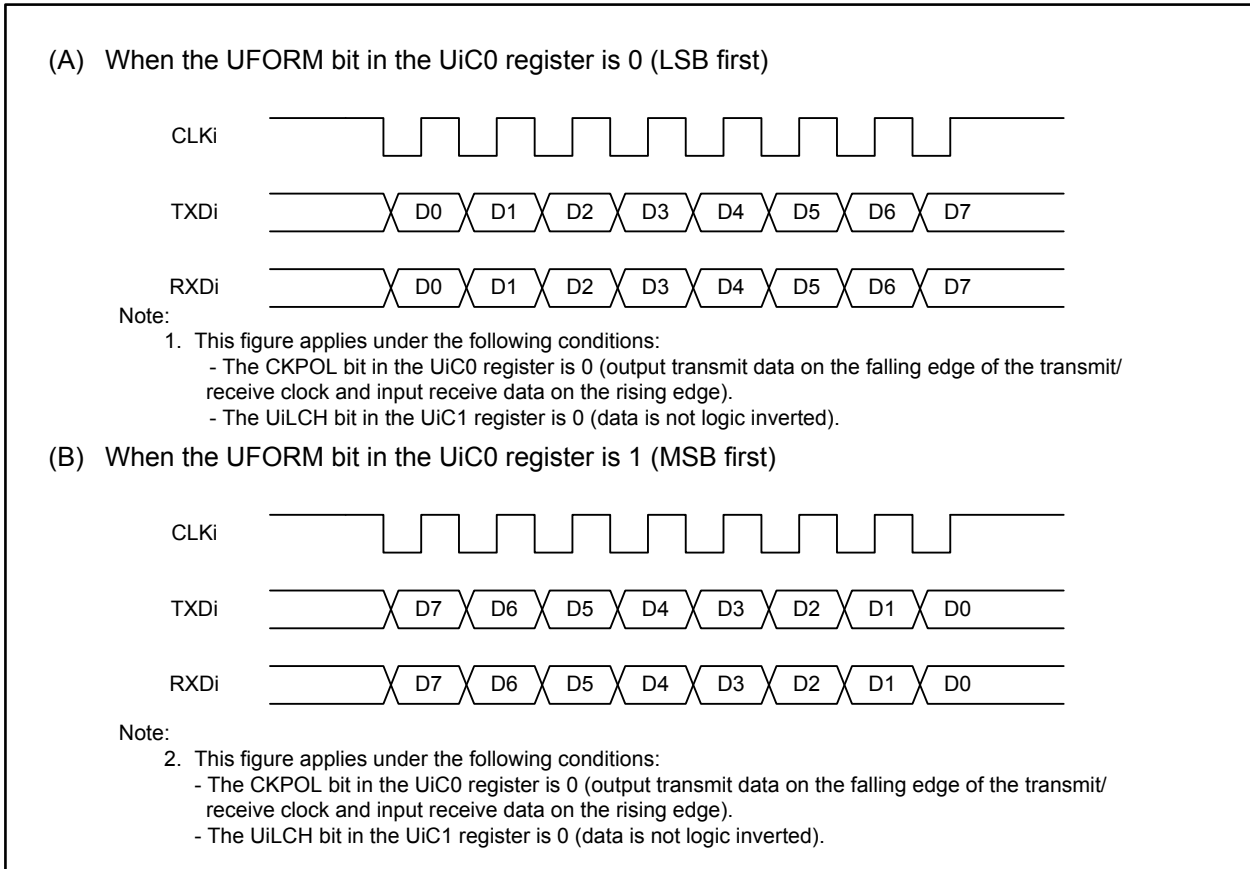 (A) When the UFORM bit in the UiC0 register is 0 (LSB first)
CLKi
TXDi D0 D1 D2 D3 D4 D5 D6 D7
RXDi D0 D1 D2 D3 D4 D5 D6 D7
Note:
1. This figure applies under the following conditions:
- The CKPOL bit in the UiC0 register is 0 (output transmit data on the falling edge of the transmit/
receive clock and input receive data on the rising edge).
- The UiLCH bit in the UiC1 register is 0 (data is not logic inverted).
(B) When the UFORM bit in the UiC0 register is 1 (MSB first)
CLKi
TXDi D7 D6 D5 D4 D3 D2 D1 D0
RXDi D7 D6 D5 D4 D3 D2 D1 D0
Note:
2. This figure applies under the following conditions:
- The CKPOL bit in the UiC0 register is 0 (output transmit data on the falling edge of the transmit/
receive clock and input receive data on the rising edge).
- The UiLCH bit in the UiC1 register is 0 (data is not logic inverted).